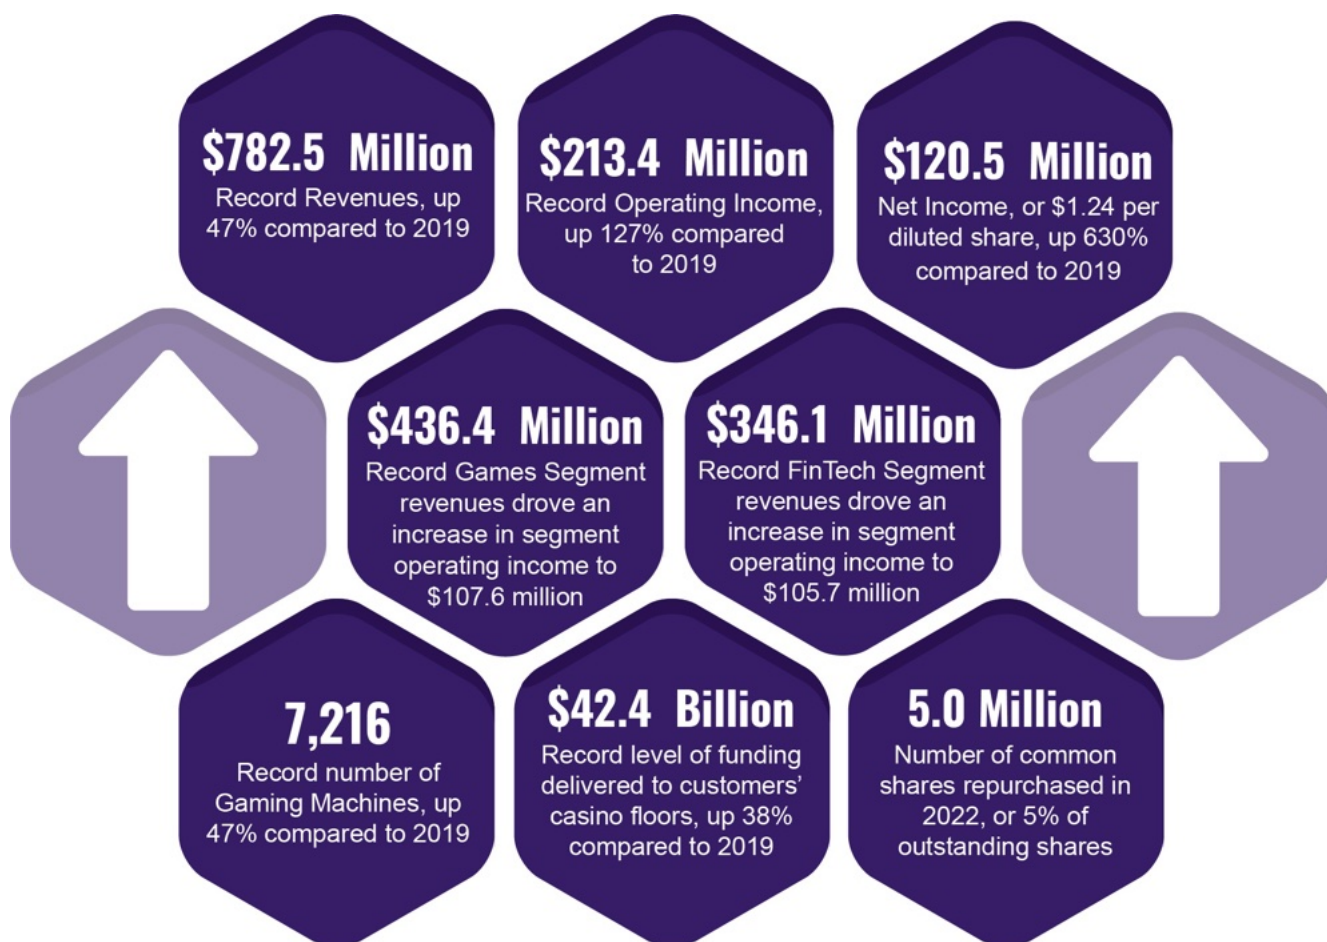 $782.5 Million
Record Revenues, up
47% compared to 2019
$213.4 Million
Record Operating Income,
up 127% compared
to 2019
$120.5 Million
Net Income, or $1.24 per
diluted share, up 630%
compared to 2019
$436.4 Million
Record Games Segment
revenues drove an
increase in segment
operating income to
$107.6 million
$346.1 Million
Record FinTech Segment
revenues drove an
increase in segment
operating income to
$105.7 million
7,216
Record number of
Gaming Machines, up
47% compared to 2019
$42.4 Billion
Record level of funding
delivered to customers’
casino floors, up 38%
compared to 2019
5.0 Million
Number of common
shares repurchased in
2022, or 5% of
outstanding shares